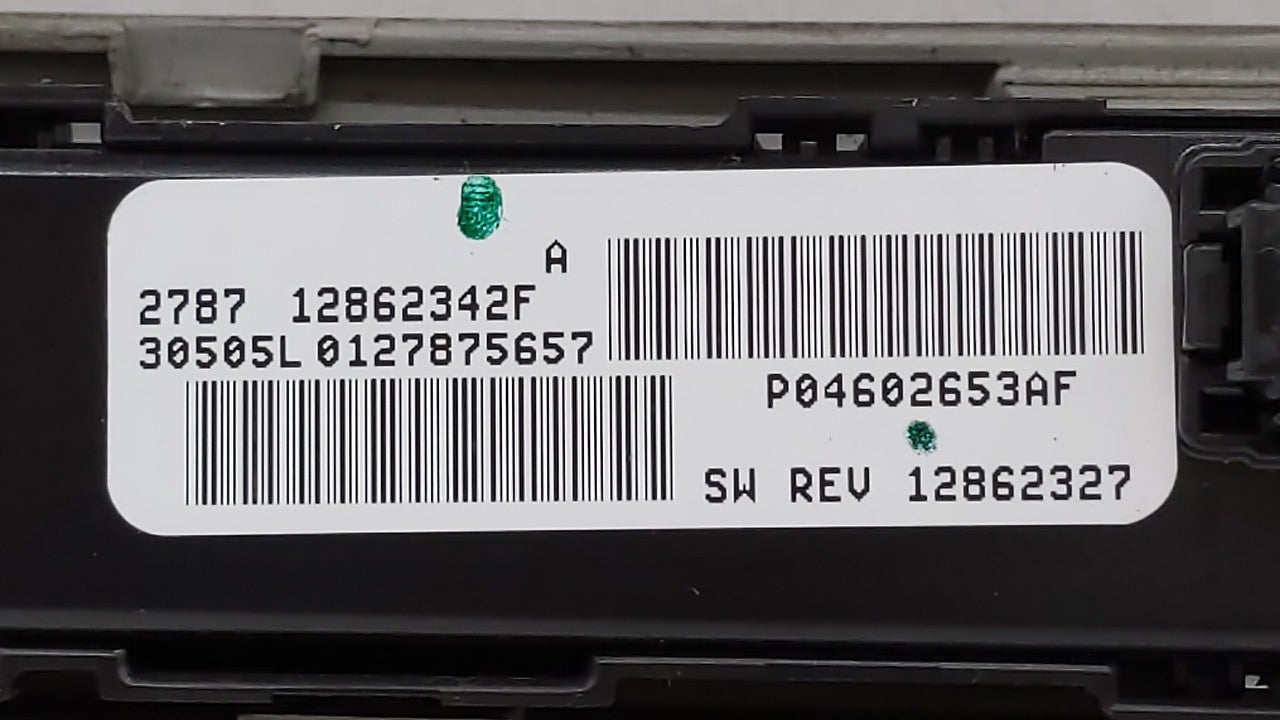 A
2787 12862342F
30505L 0127875657
P04602653AF
SW REV 12862327